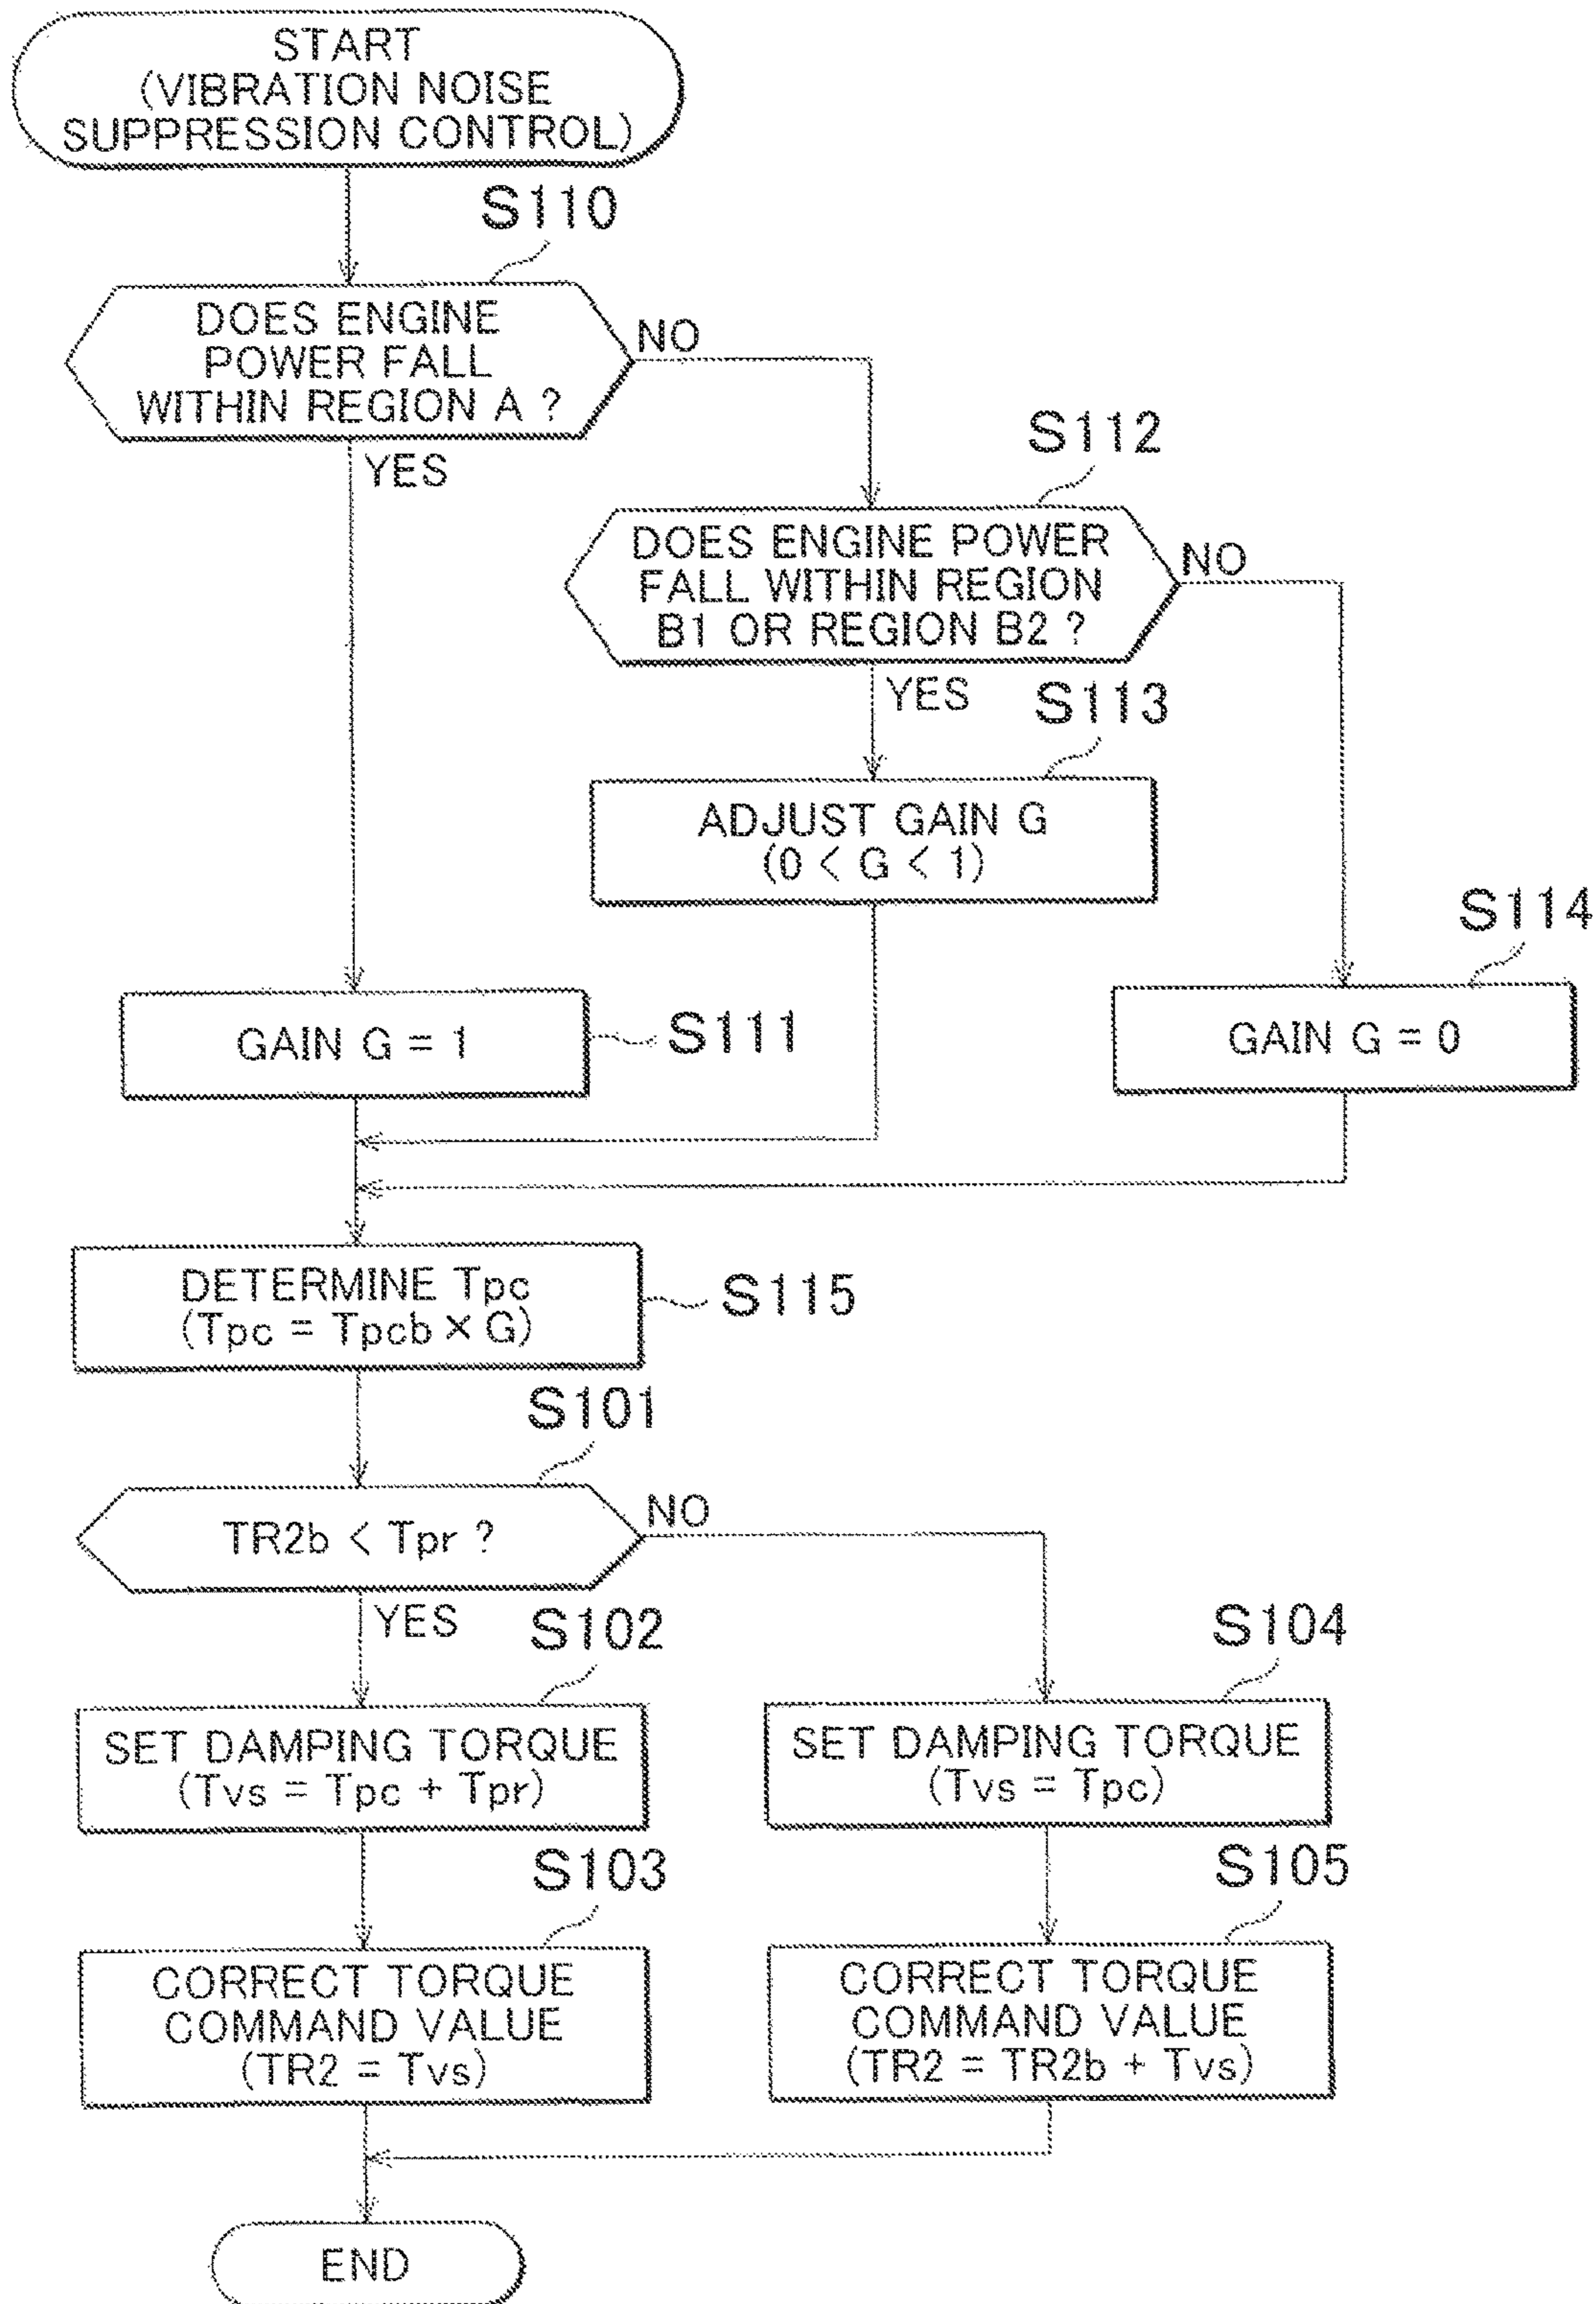 START
(VIBRATION NOISE
SUPPRESSION CONTROL)
S110
DOES ENGINE
POWER FALL
WITHIN REGION A ?
NO
YES
S112
DOES ENGINE POWER
FALL WITHIN REGION
B1 OR REGION B2 ?
NO
YES
S113
ADJUST GAIN G
(0 < G < 1)
S114
GAIN G = 0
GAIN G = 1
S111
DETERMINE Tpc
(Tpc = Tpcb × G)
S115
S101
TR2b < Tpr ?
NO
YES
S102
SET DAMPING TORQUE
(Tvs = Tpc + Tpr)
S104
SET DAMPING TORQUE
(Tvs = Tpc)
S103
CORRECT TORQUE
COMMAND VALUE
(TR2 = Tvs)
S105
CORRECT TORQUE
COMMAND VALUE
(TR2 = TR2b + Tvs)
END